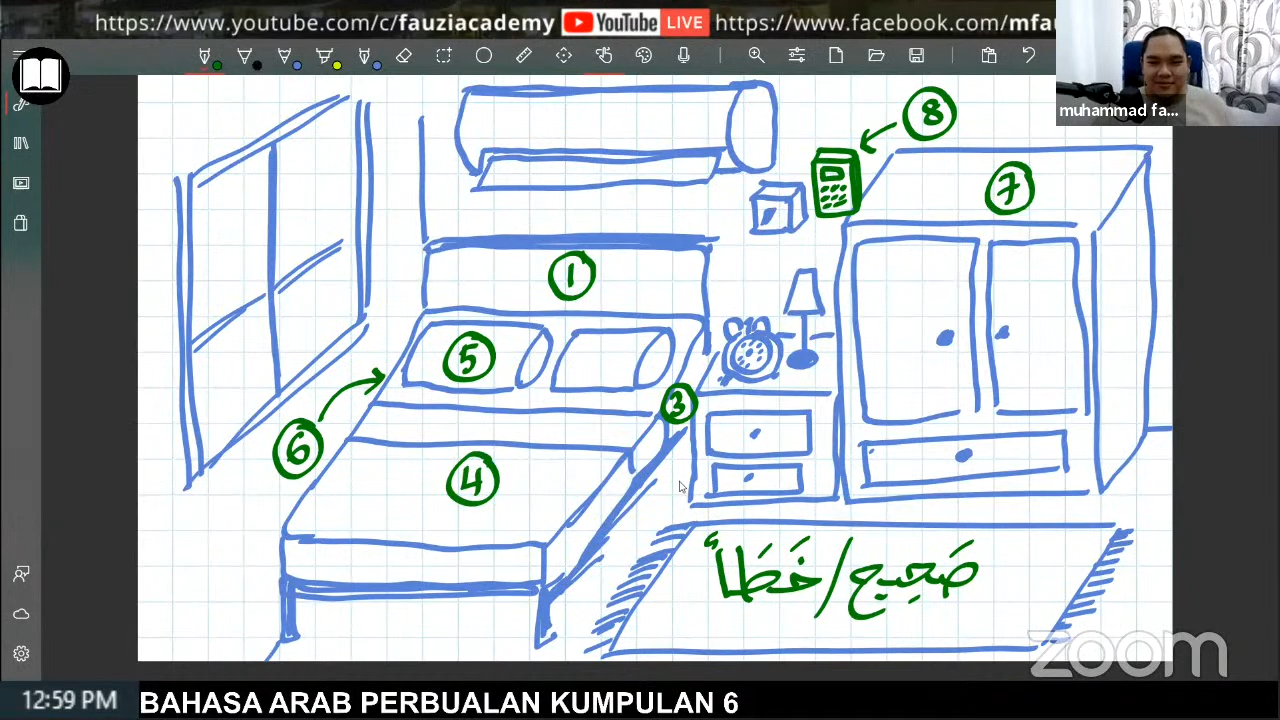 https://www.youtube.com/c/fauziacademy YouTube LIVE https://www.facebook.com/mfau
muhammad fa...
8
7
1
5
3
6
4
صَحِيح/خَطَأ
zoom
12:59 PM BAHASA ARAB PERBUALAN KUMPULAN 6